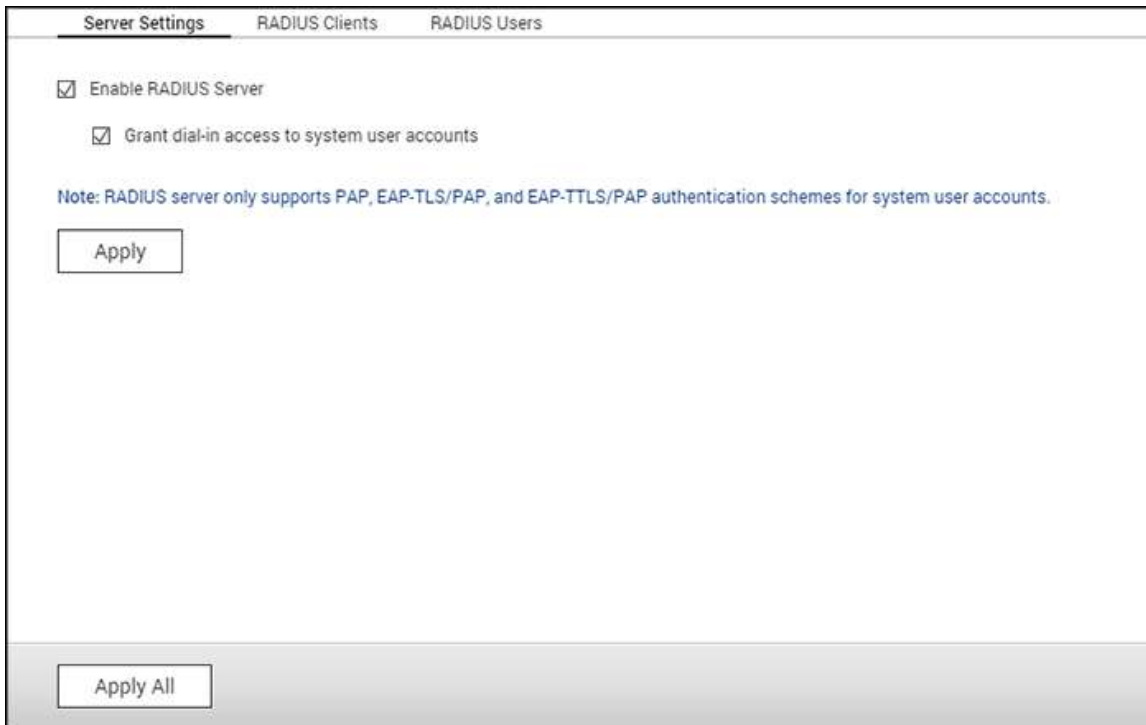 Server Settings RADIUS Clients RADIUS Users
Enable RADIUS Server
Grant dial-in access to system user accounts
Note: RADIUS server only supports PAP, EAP-TLS/PAP, and EAP-TTLS/PAP authentication schemes for system user accounts.
Apply
Apply All